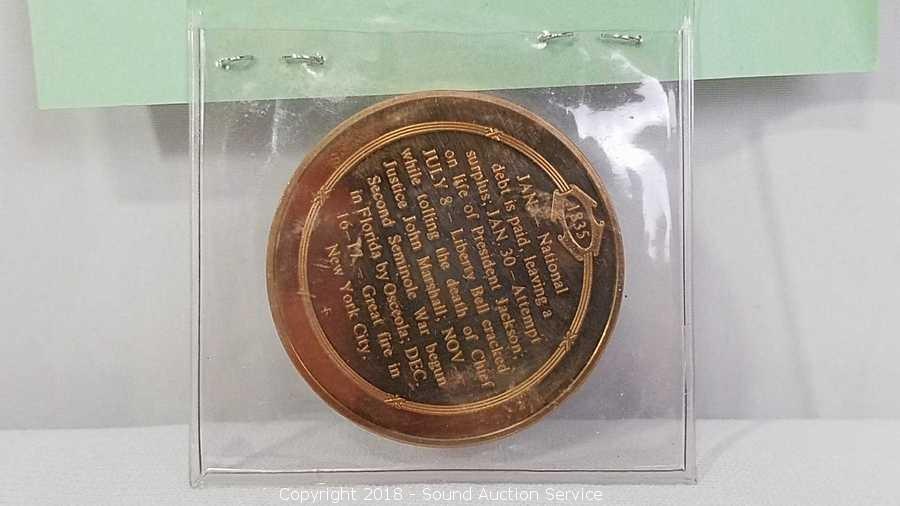 1835
JAN. — National
debt is paid leaving a
surplus; JAN. 30 — Attempt
on life of President Jackson;
JULY 8 — Liberty Bell cracked
while tolling the death of Chief
Justice John Marshall; NOV. —
Second Seminole War begun
in Florida by Osceola; DEC.
16-17 — Great fire in
New York City.
Copyright 2018 - Sound Auction Service